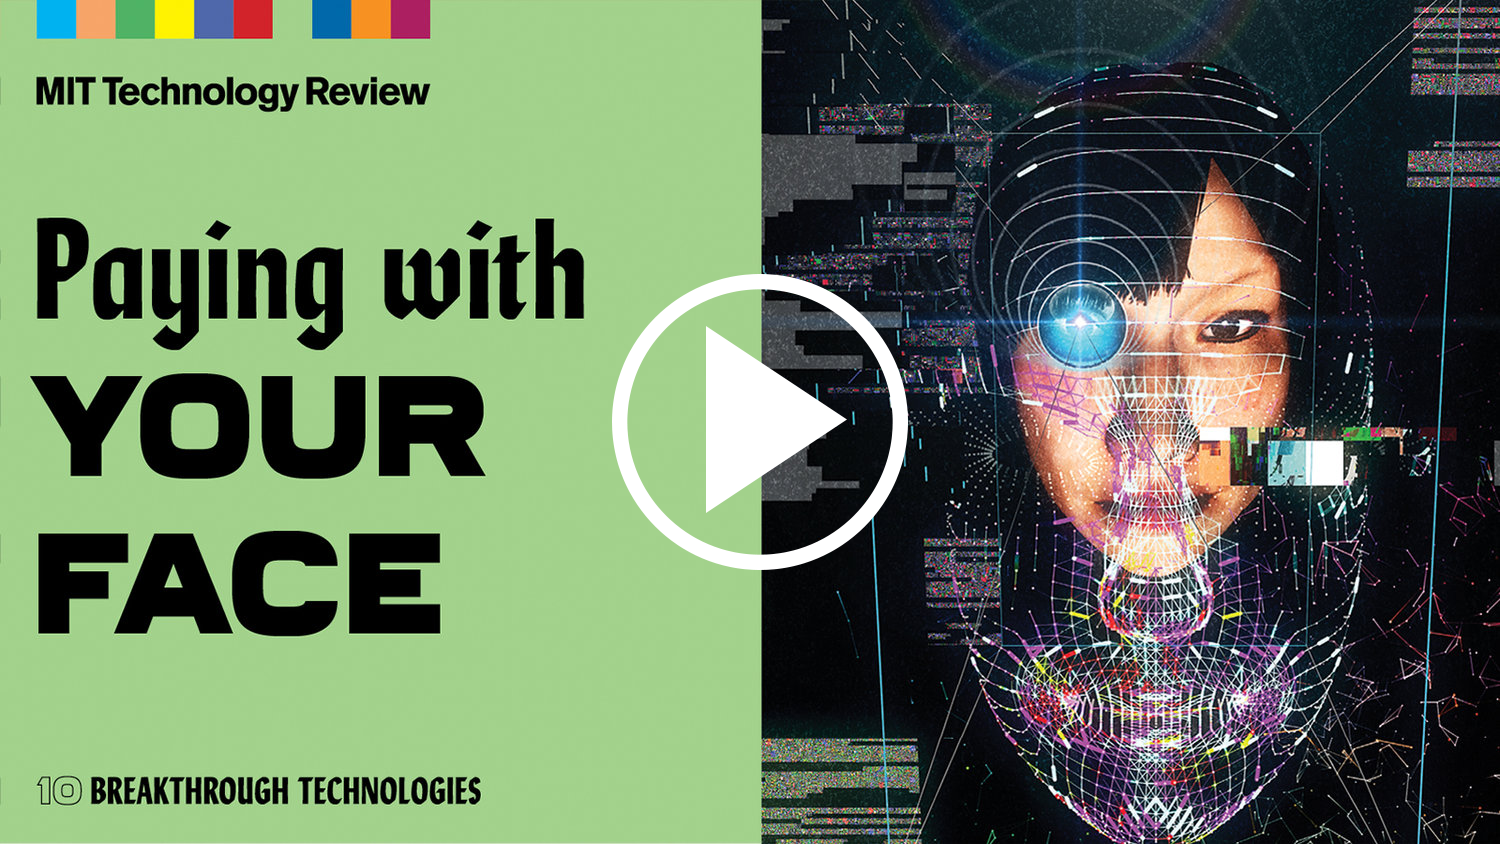 MIT Technology Review
Paying with
YOUR
FACE
10 BREAKTHROUGH TECHNOLOGIES